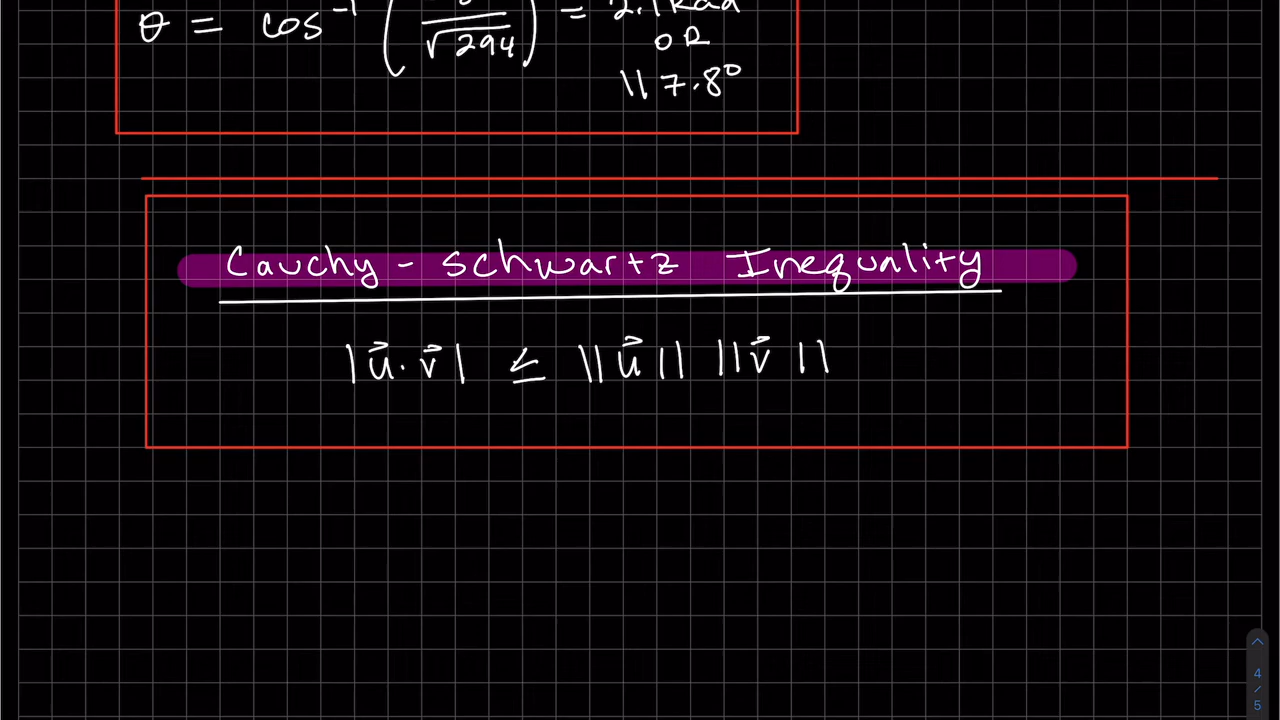 θ = cos⁻¹ ( / √294 ) = 2.1 Rad
OR
117.8°
Cauchy - Schwartz Inequality
|u⃗ · v⃗| ≤ ||u⃗|| ||v⃗||
4
/
5